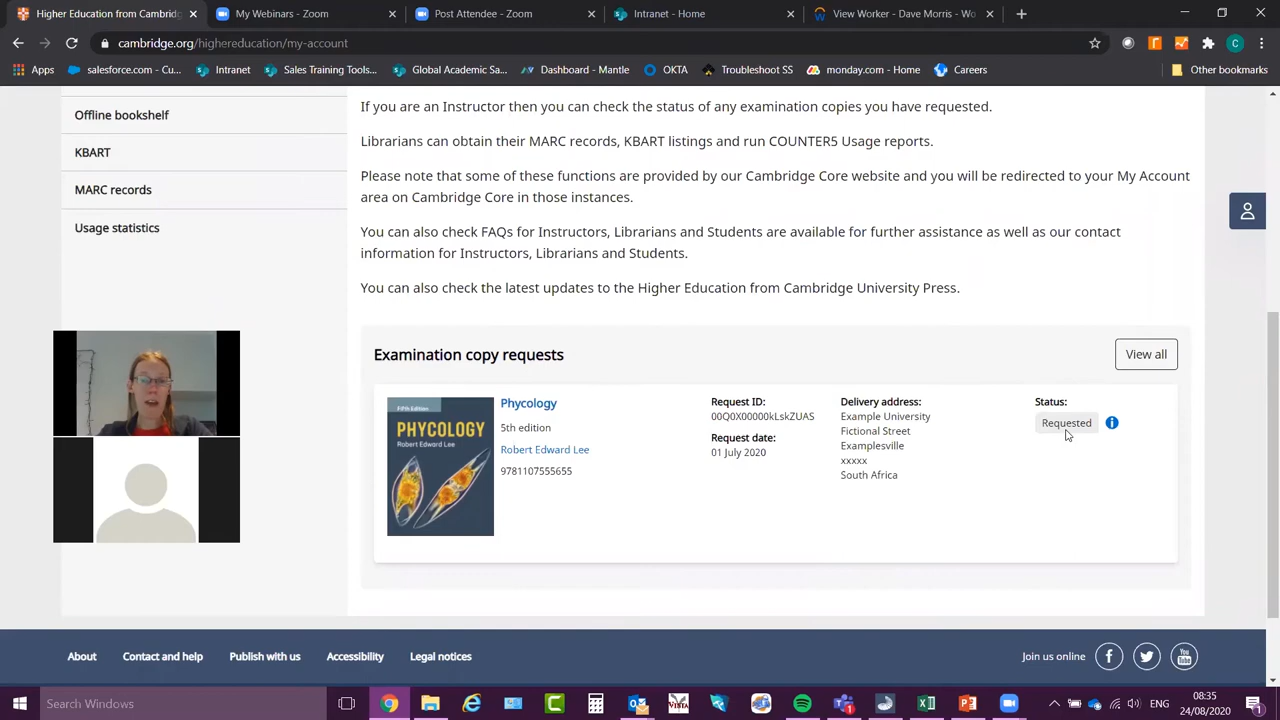 Higher Education from Cambrid
My Webinars - Zoom
Post Attendee - Zoom
Intranet - Home
View Worker - Dave Morris - Wo
cambridge.org/highereducation/my-account
Apps
salesforce.com - Cu...
Intranet
Sales Training Tools...
Global Academic Sa...
Dashboard - Mantle
OKTA
Troubleshoot SS
monday.com - Home
Careers
Other bookmarks
Offline bookshelf
KBART
MARC records
Usage statistics
If you are an Instructor then you can check the status of any examination copies you have requested.
Librarians can obtain their MARC records, KBART listings and run COUNTER5 Usage reports.
Please note that some of these functions are provided by our Cambridge Core website and you will be redirected to your My Account
area on Cambridge Core in those instances.
You can also check FAQs for Instructors, Librarians and Students are available for further assistance as well as our contact
information for Instructors, Librarians and Students.
You can also check the latest updates to the Higher Education from Cambridge University Press.
Examination copy requests
View all
Fifth Edition
PHYCOLOGY
Robert Edward Lee
Phycology
5th edition
Robert Edward Lee
9781107555655
Request ID:
00Q0X00000kLskZUAS
Request date:
01 July 2020
Delivery address:
Example University
Fictional Street
Examplesville
xxxxx
South Africa
Status:
Requested
About
Contact and help
Publish with us
Accessibility
Legal notices
Join us online
Search Windows
ENG
08:35
24/08/2020